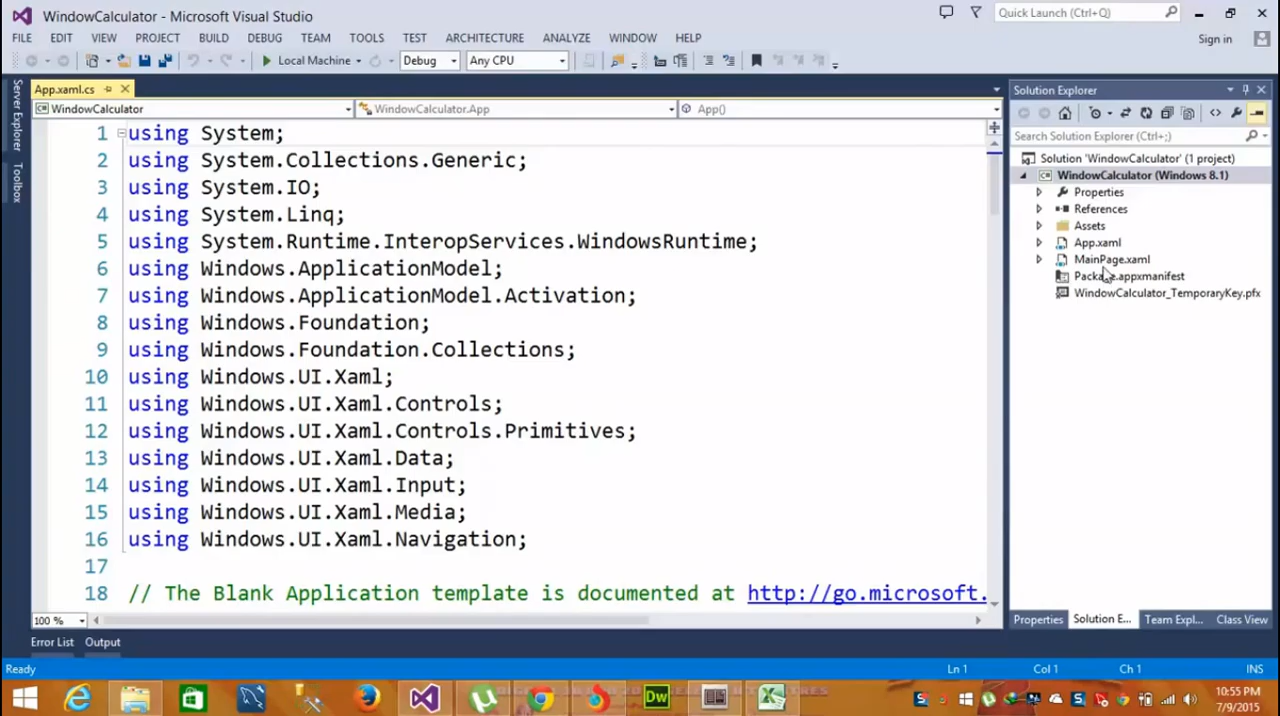 WindowCalculator - Microsoft Visual Studio
Quick Launch (Ctrl+Q)
FILE EDIT VIEW PROJECT BUILD DEBUG TEAM TOOLS TEST ARCHITECTURE ANALYZE WINDOW HELP
Sign in
Local Machine Debug Any CPU
Server Explorer
Toolbox
App.xaml.cs
WindowCalculator WindowCalculator.App App()
1 using System;
2 using System.Collections.Generic;
3 using System.IO;
4 using System.Linq;
5 using System.Runtime.InteropServices.WindowsRuntime;
6 using Windows.ApplicationModel;
7 using Windows.ApplicationModel.Activation;
8 using Windows.Foundation;
9 using Windows.Foundation.Collections;
10 using Windows.UI.Xaml;
11 using Windows.UI.Xaml.Controls;
12 using Windows.UI.Xaml.Controls.Primitives;
13 using Windows.UI.Xaml.Data;
14 using Windows.UI.Xaml.Input;
15 using Windows.UI.Xaml.Media;
16 using Windows.UI.Xaml.Navigation;
17
18 // The Blank Application template is documented at http://go.microsoft.
100 %
Solution Explorer
Search Solution Explorer (Ctrl+;)
Solution 'WindowCalculator' (1 project)
WindowCalculator (Windows 8.1)
Properties
References
Assets
App.xaml
MainPage.xaml
Package.appxmanifest
WindowCalculator_TemporaryKey.pfx
Properties Solution E... Team Expl... Class View
Error List Output
Ready Ln 1 Col 1 Ch 1 INS
Dw
10:55 PM
7/9/2015